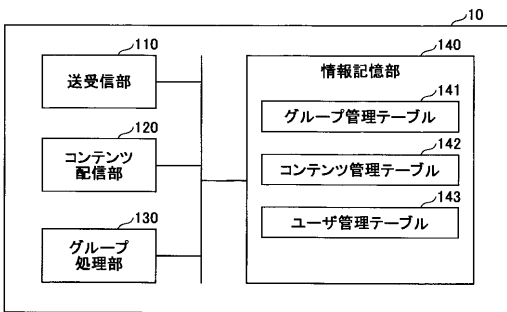 10
110
送受信部
120
コンテンツ
配信部
130
グループ
処理部
140
情報記憶部
141
グループ管理テーブル
142
コンテンツ管理テーブル
143
ユーザ管理テーブル